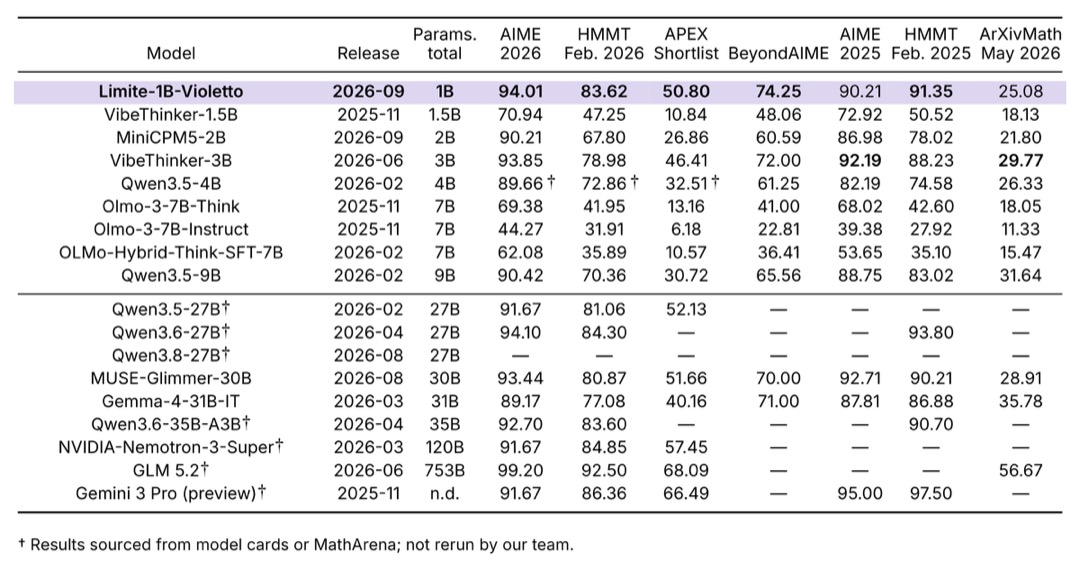 Model Release Params. total AIME 2026 HMMT Feb. 2026 APEX Shortlist BeyondAIME AIME 2025 HMMT Feb. 2025 ArXivMath May 2026
Limite-1B-Violetto 2026-09 1B 94.01 83.62 50.80 74.25 90.21 91.35 25.08
VibeThinker-1.5B 2025-11 1.5B 70.94 47.25 10.84 48.06 72.92 50.52 18.13
MiniCPM5-2B 2026-09 2B 90.21 67.80 26.86 60.59 86.98 78.02 21.80
VibeThinker-3B 2026-06 3B 93.85 78.98 46.41 72.00 92.19 88.23 29.77
Qwen3.5-4B 2026-02 4B 89.66† 72.86† 32.51† 61.25 82.19 74.58 26.33
Olmo-3-7B-Think 2025-11 7B 69.38 41.95 13.16 41.00 68.02 42.60 18.05
Olmo-3-7B-Instruct 2025-11 7B 44.27 31.91 6.18 22.81 39.38 27.92 11.33
OLMo-Hybrid-Think-SFT-7B 2026-02 7B 62.08 35.89 10.57 36.41 53.65 35.10 15.47
Qwen3.5-9B 2026-02 9B 90.42 70.36 30.72 65.56 88.75 83.02 31.64
Qwen3.5-27B† 2026-02 27B 91.67 81.06 52.13 — — — —
Qwen3.6-27B† 2026-04 27B 94.10 84.30 — — — 93.80 —
Qwen3.8-27B† 2026-08 27B — — — — — — —
MUSE-Glimmer-30B 2026-08 30B 93.44 80.87 51.66 70.00 92.71 90.21 28.91
Gemma-4-31B-IT 2026-03 31B 89.17 77.08 40.16 71.00 87.81 86.88 35.78
Qwen3.6-35B-A3B† 2026-04 35B 92.70 83.60 — — — 90.70 —
NVIDIA-Nemotron-3-Super† 2026-03 120B 91.67 84.85 57.45 — — — —
GLM 5.2† 2026-06 753B 99.20 92.50 68.09 — — — 56.67
Gemini 3 Pro (preview)† 2025-11 n.d. 91.67 86.36 66.49 — 95.00 97.50 —
† Results sourced from model cards or MathArena; not rerun by our team.